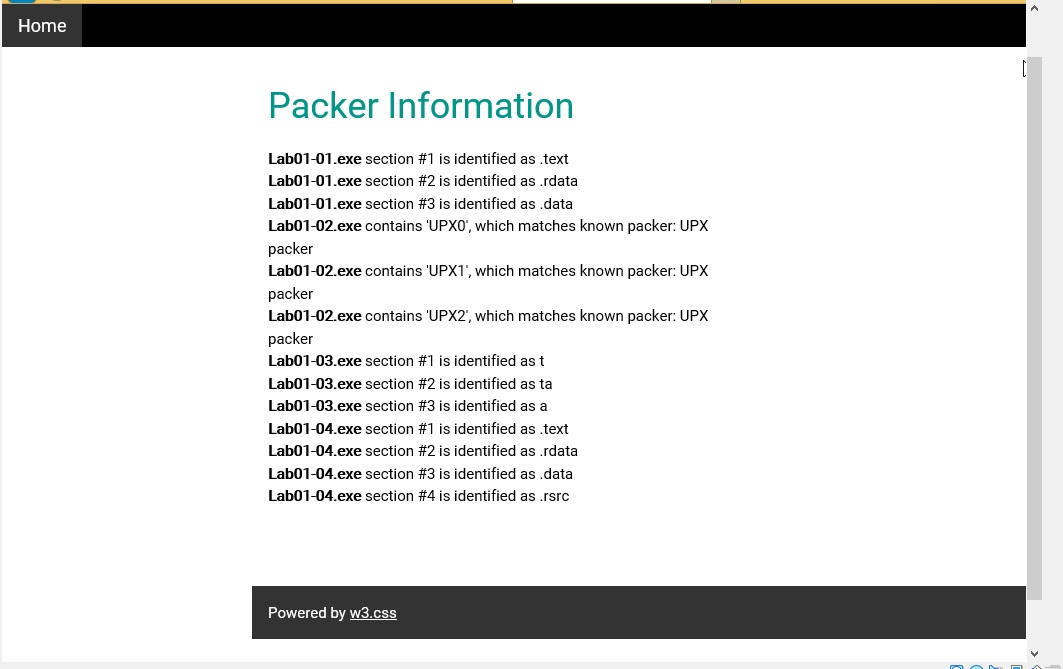 Home
Packer Information
Lab01-01.exe section #1 is identified as .text
Lab01-01.exe section #2 is identified as .rdata
Lab01-01.exe section #3 is identified as .data
Lab01-02.exe contains 'UPX0', which matches known packer: UPX
packer
Lab01-02.exe contains 'UPX1', which matches known packer: UPX
packer
Lab01-02.exe contains 'UPX2', which matches known packer: UPX
packer
Lab01-03.exe section #1 is identified as t
Lab01-03.exe section #2 is identified as ta
Lab01-03.exe section #3 is identified as a
Lab01-04.exe section #1 is identified as .text
Lab01-04.exe section #2 is identified as .rdata
Lab01-04.exe section #3 is identified as .data
Lab01-04.exe section #4 is identified as .rsrc
Powered by w3.css